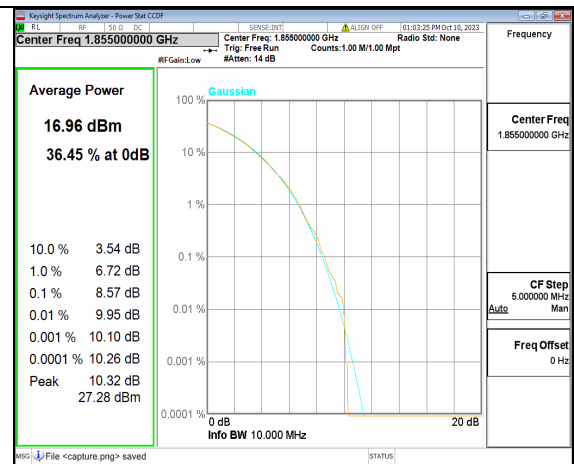 Keysight Spectrum Analyzer - Power Stat CCDF
RL RF 50 Ω DC SENSE:INT ALIGN OFF 01:03:25 PM Oct 10, 2023
Center Freq 1.855000000 GHz
Center Freq: 1.855000000 GHz Radio Std: None
Trig: Free Run Counts:1.00 M/1.00 Mpt
#IFGain:Low #Atten: 14 dB
Frequency
Average Power
16.96 dBm
36.45 % at 0dB
10.0 % 3.54 dB
1.0 % 6.72 dB
0.1 % 8.57 dB
0.01 % 9.95 dB
0.001 % 10.10 dB
0.0001 % 10.26 dB
Peak 10.32 dB
27.28 dBm
Gaussian
100 %
10 %
1 %
0.1 %
0.01 %
0.001 %
0.0001 %
0 dB 20 dB
Info BW 10.000 MHz
Center Freq
1.855000000 GHz
CF Step
5.000000 MHz
Auto Man
Freq Offset
0 Hz
MSG File <capture.png> saved STATUS